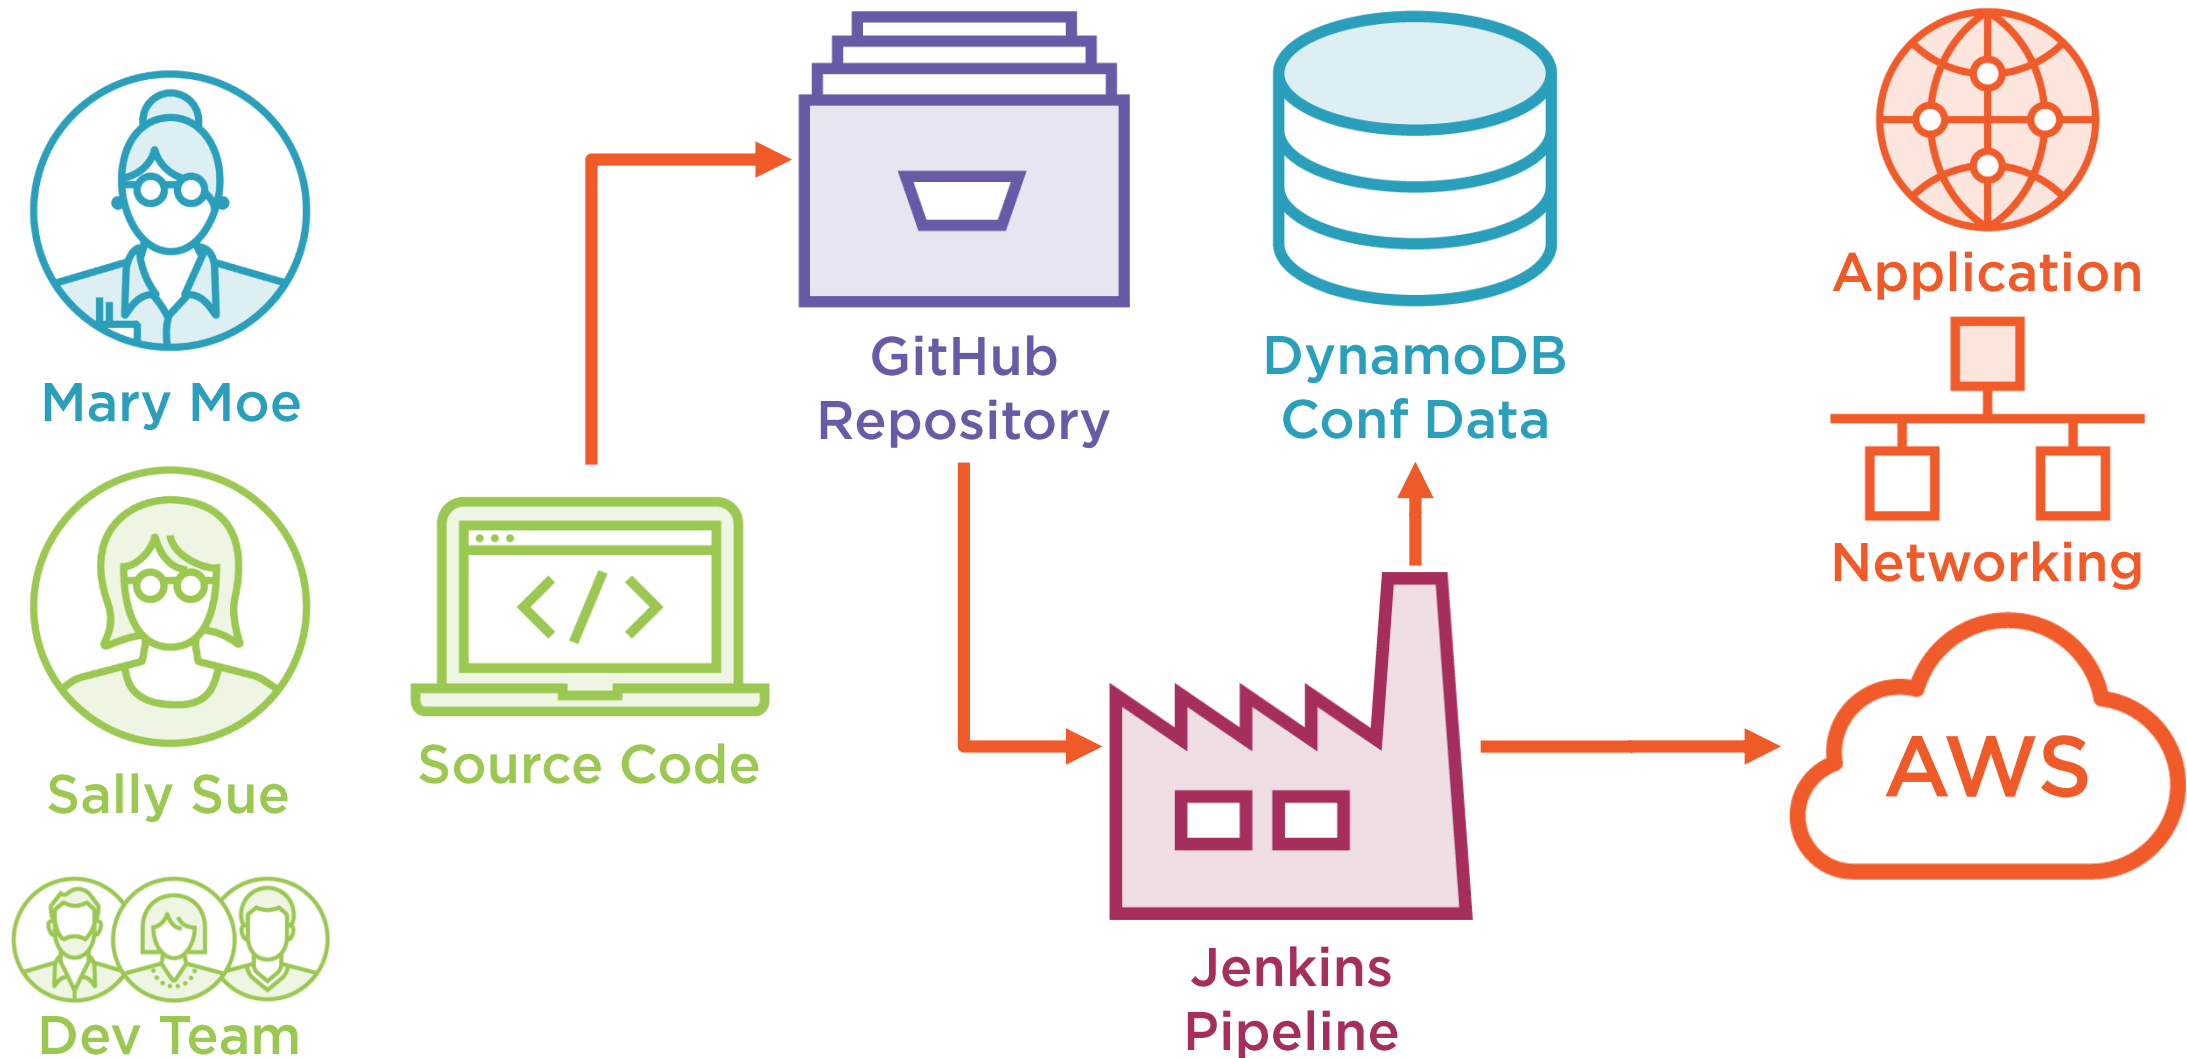 Mary Moe
Sally Sue
Dev Team
Source Code
GitHub
Repository
DynamoDB
Conf Data
Jenkins
Pipeline
Application
Networking
AWS